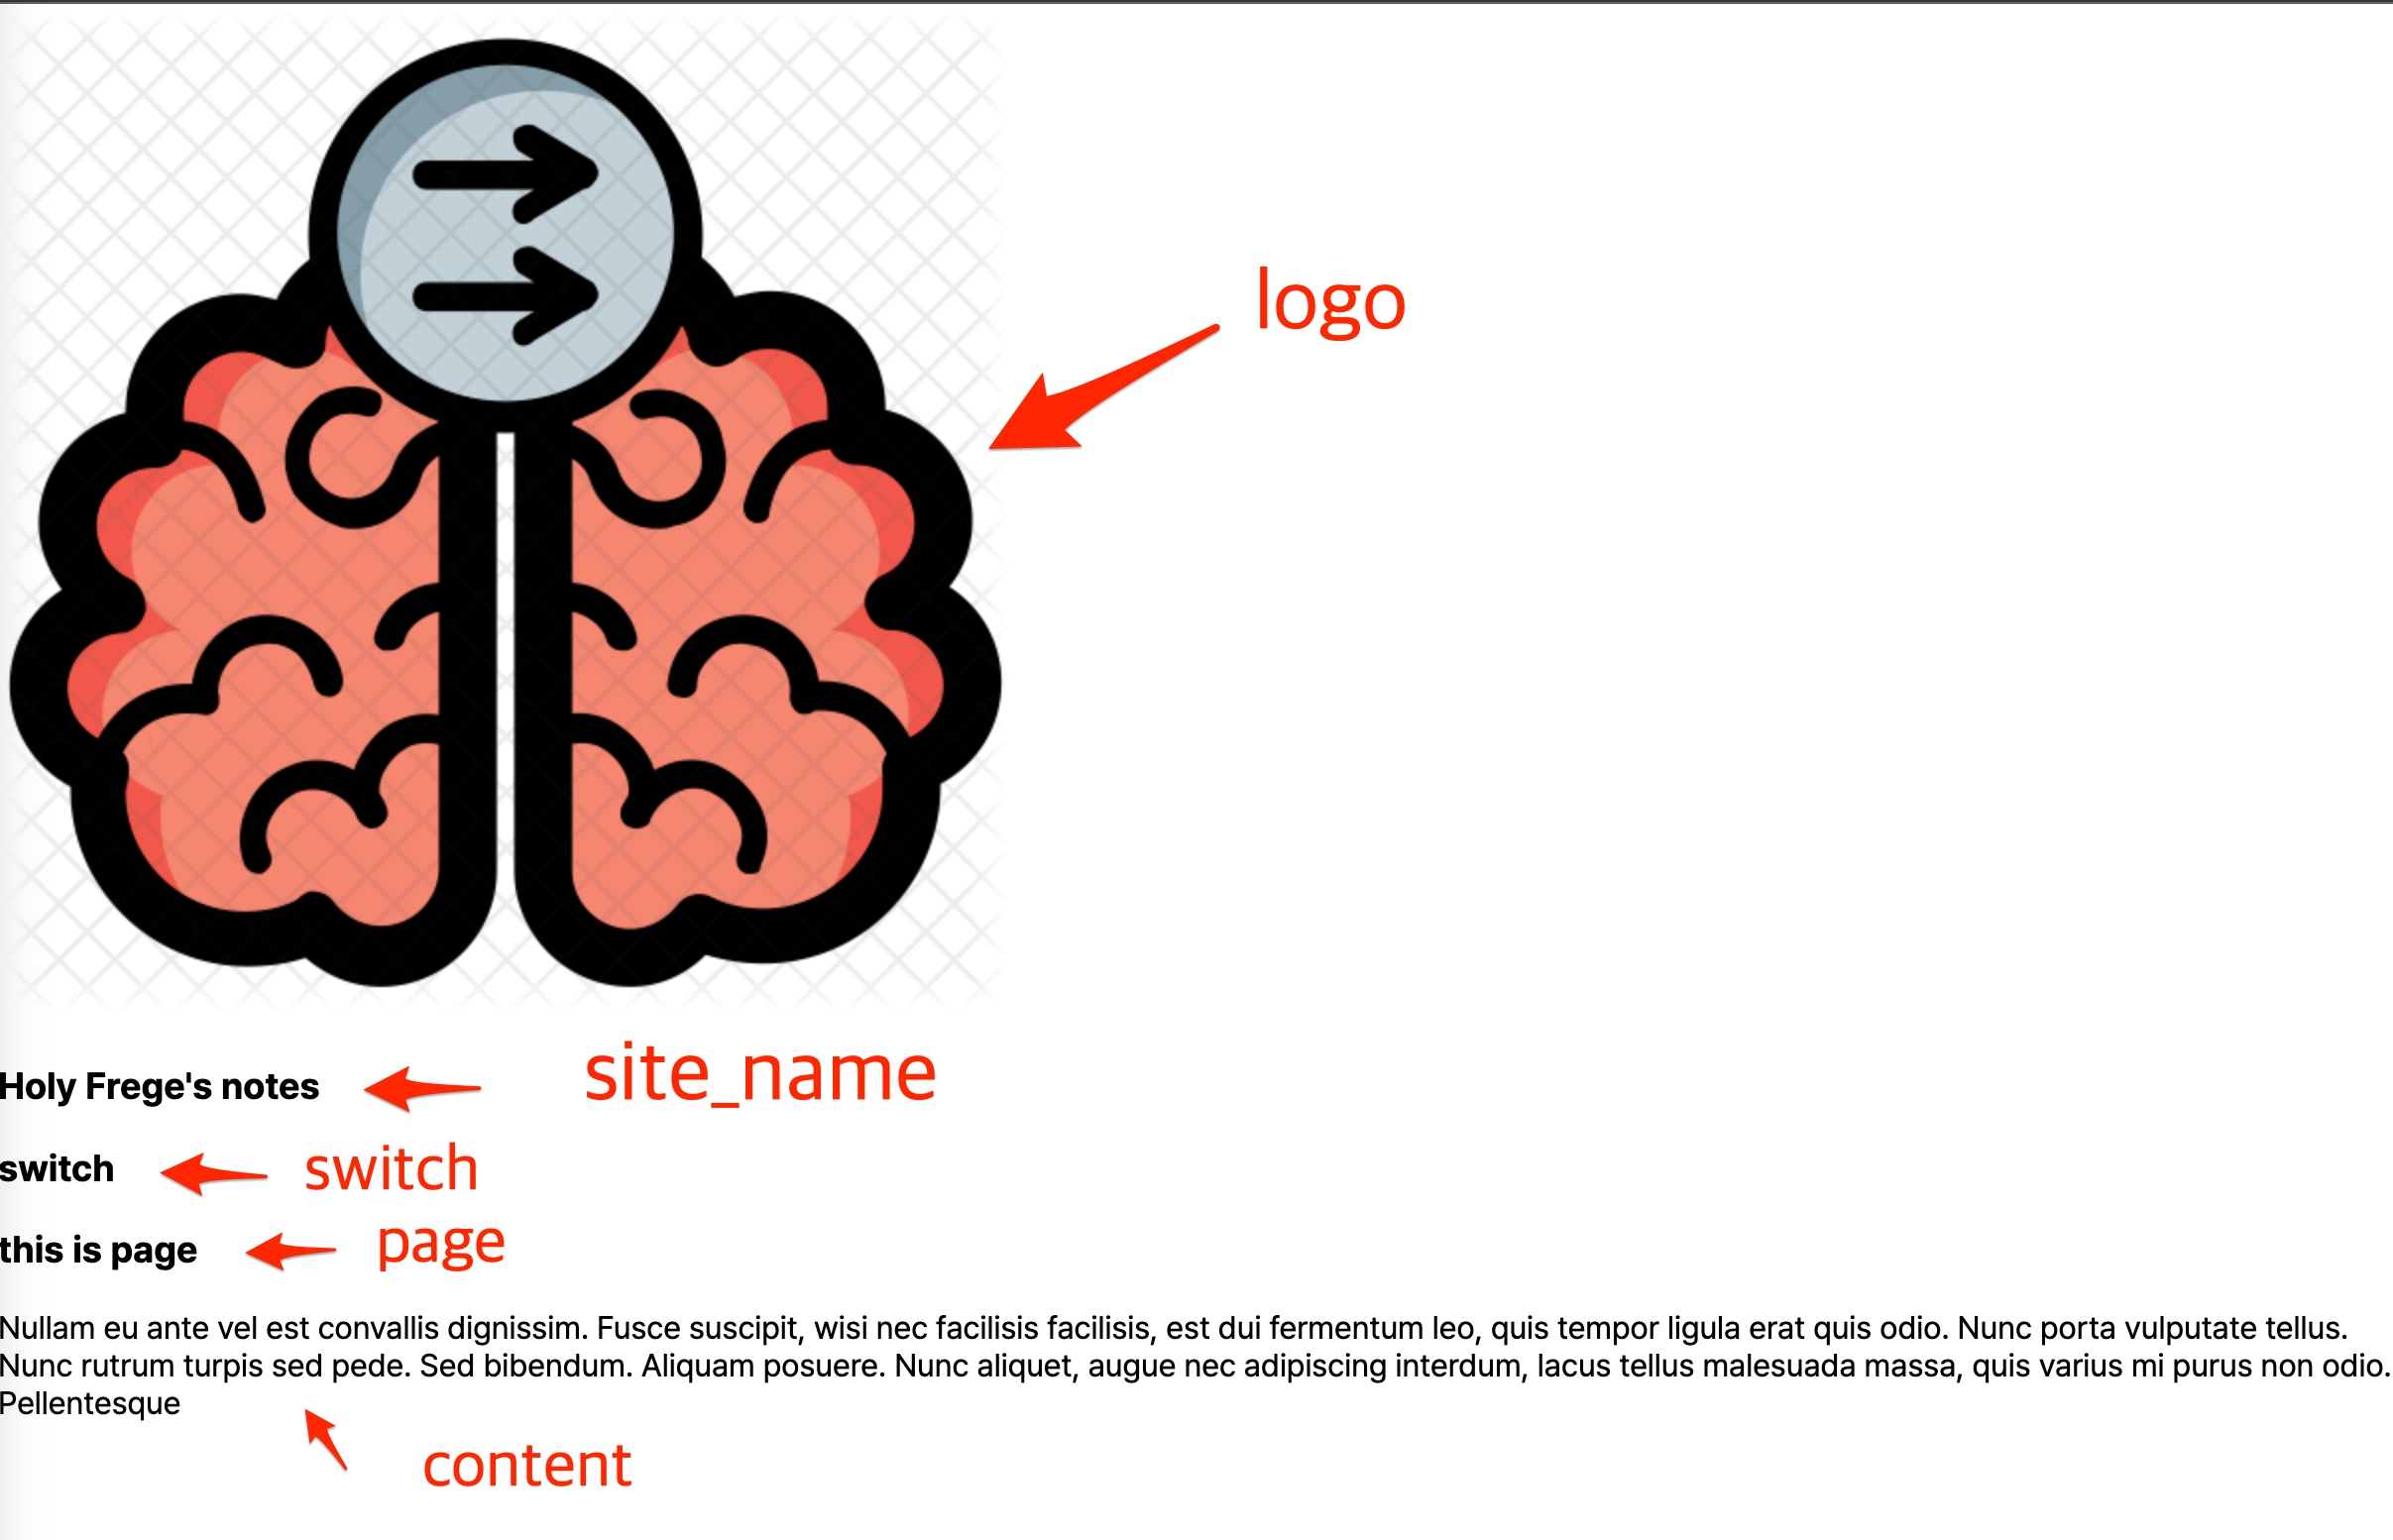 logo
Holy Frege's notes
site_name
switch
switch
this is page
page
Nullam eu ante vel est convallis dignissim. Fusce suscipit, wisi nec facilisis facilisis, est dui fermentum leo, quis tempor ligula erat quis odio. Nunc porta vulputate tellus.
Nunc rutrum turpis sed pede. Sed bibendum. Aliquam posuere. Nunc aliquet, augue nec adipiscing interdum, lacus tellus malesuada massa, quis varius mi purus non odio.
Pellentesque
content